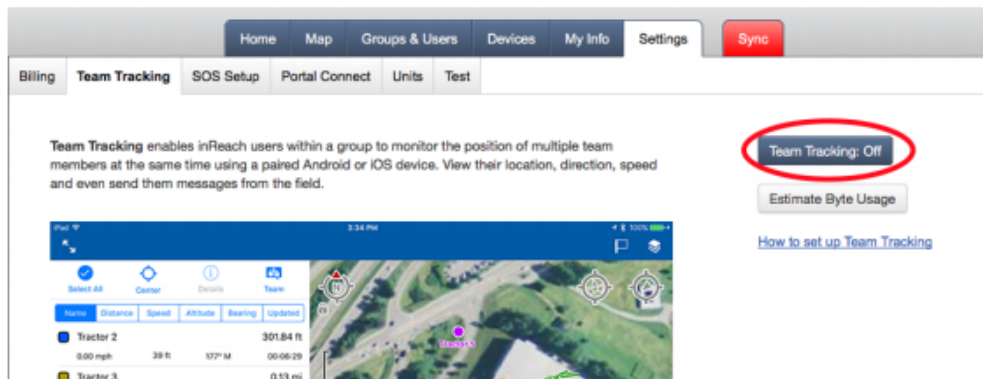 Home Map Groups & Users Devices My Info Settings Sync
Billing Team Tracking SOS Setup Portal Connect Units Test
Team Tracking enables inReach users within a group to monitor the position of multiple team
members at the same time using a paired Android or iOS device. View their location, direction, speed
and even send them messages from the field.
Team Tracking: Off
Estimate Byte Usage
How to set up Team Tracking
iPad 3:34 PM 100%
Select All Center Details Team
Name Distance Speed Altitude Bearing Updated
Tractor 2 301.84 ft
0.00 mph 39 ft 177° M 00:06:29
Tractor 3 0.13 mi
N